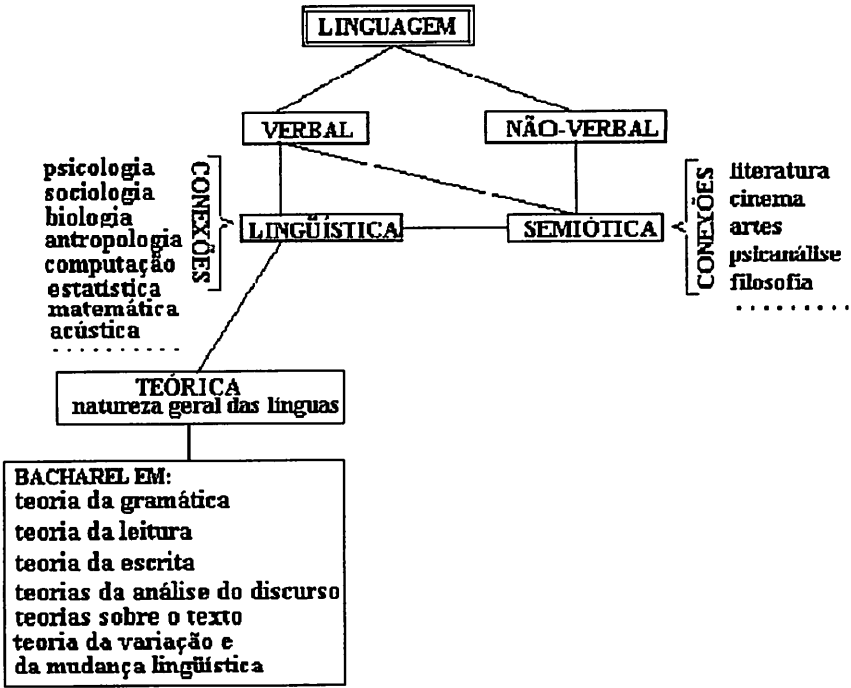 LINGUAGEM
VERBAL
NÃO-VERBAL
psicologia
sociologia
biologia
antropologia
computação
estatística
matemática
acústica
. . . . . . . . . . .
CONEXÕES
LINGÜÍSTICA
SEMIÓTICA
CONEXÕES
literatura
cinema
artes
psicanálise
filosofia
. . . . . . . . .
TEÓRICA
natureza geral das línguas
BACHAREL EM:
teoria da gramática
teoria da leitura
teoria da escrita
teorias da análise do discurso
teorias sobre o texto
teoria da variação e
da mudança lingüística